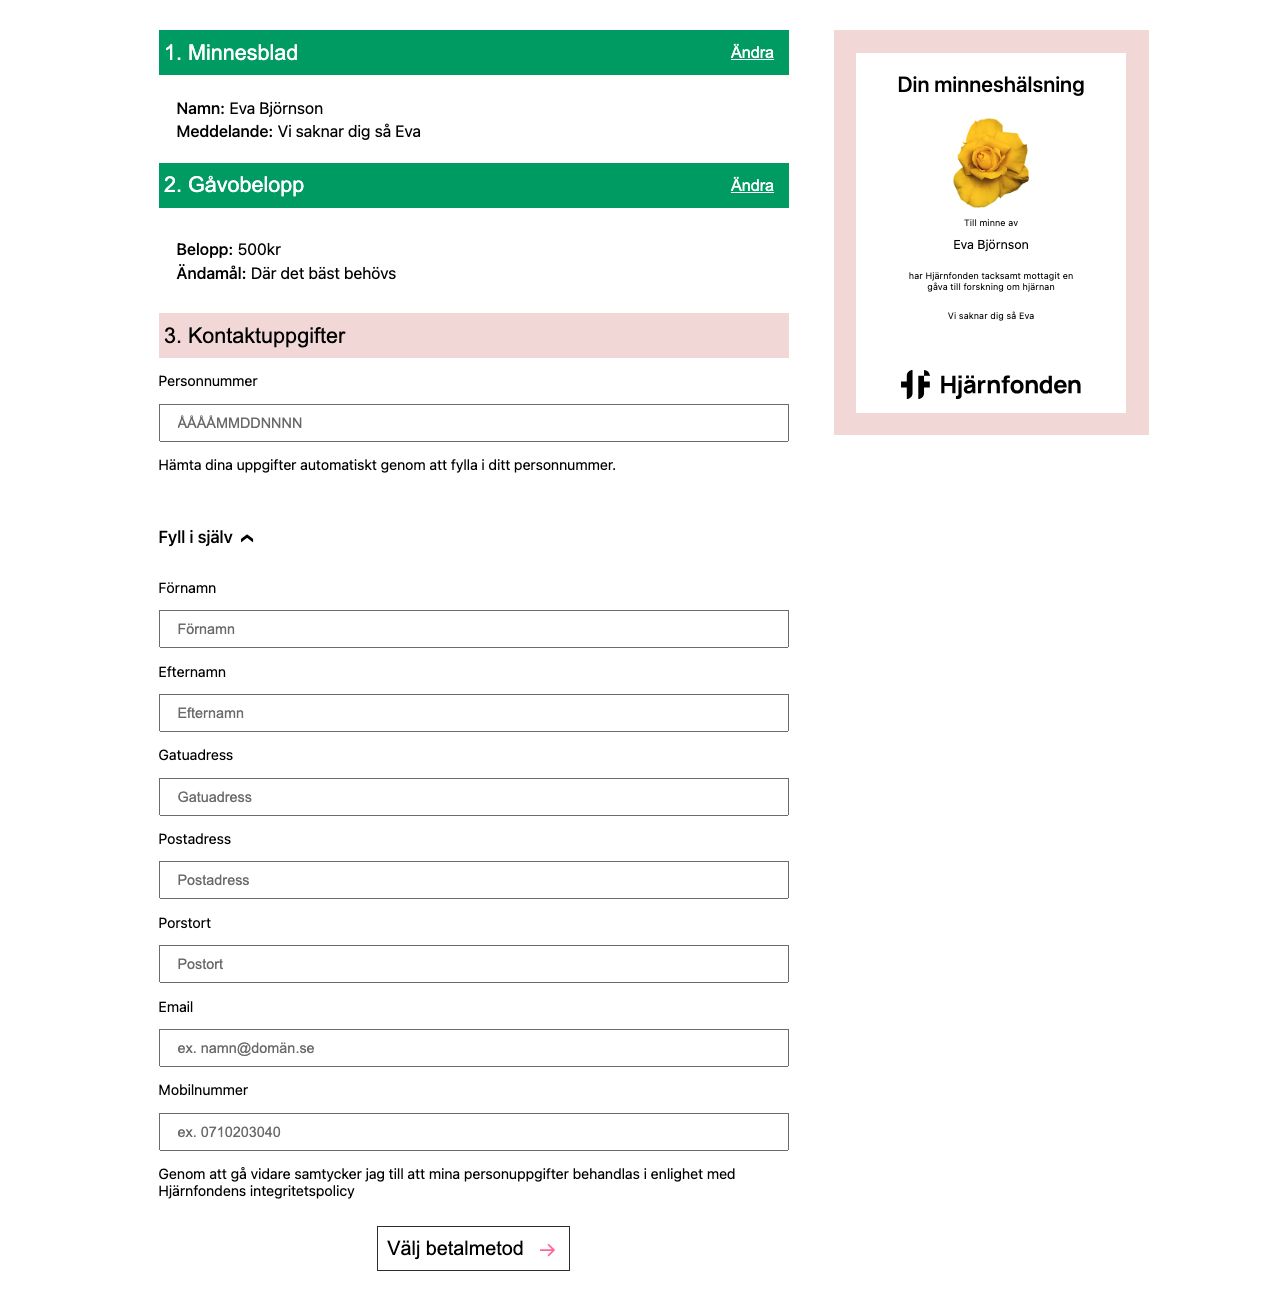 1. Minnesblad
Ändra
Namn: Eva Björnson
Meddelande: Vi saknar dig så Eva
2. Gåvobelopp
Ändra
Belopp: 500kr
Ändamål: Där det bäst behövs
3. Kontaktuppgifter
Personnummer
ÅÅÅÅMMDDNNNN
Hämta dina uppgifter automatiskt genom att fylla i ditt personnummer.
Fyll i själv
Förnamn
Förnamn
Efternamn
Efternamn
Gatuadress
Gatuadress
Postadress
Postadress
Porstort
Postort
Email
ex. namn@domän.se
Mobilnummer
ex. 0710203040
Genom att gå vidare samtycker jag till att mina personuppgifter behandlas i enlighet med
Hjärnfondens integritetspolicy
Välj betalmetod
Din minneshälsning
Till minne av
Eva Björnson
har Hjärnfonden tacksamt mottagit en
gåva till forskning om hjärnan
Vi saknar dig så Eva
Hjärnfonden